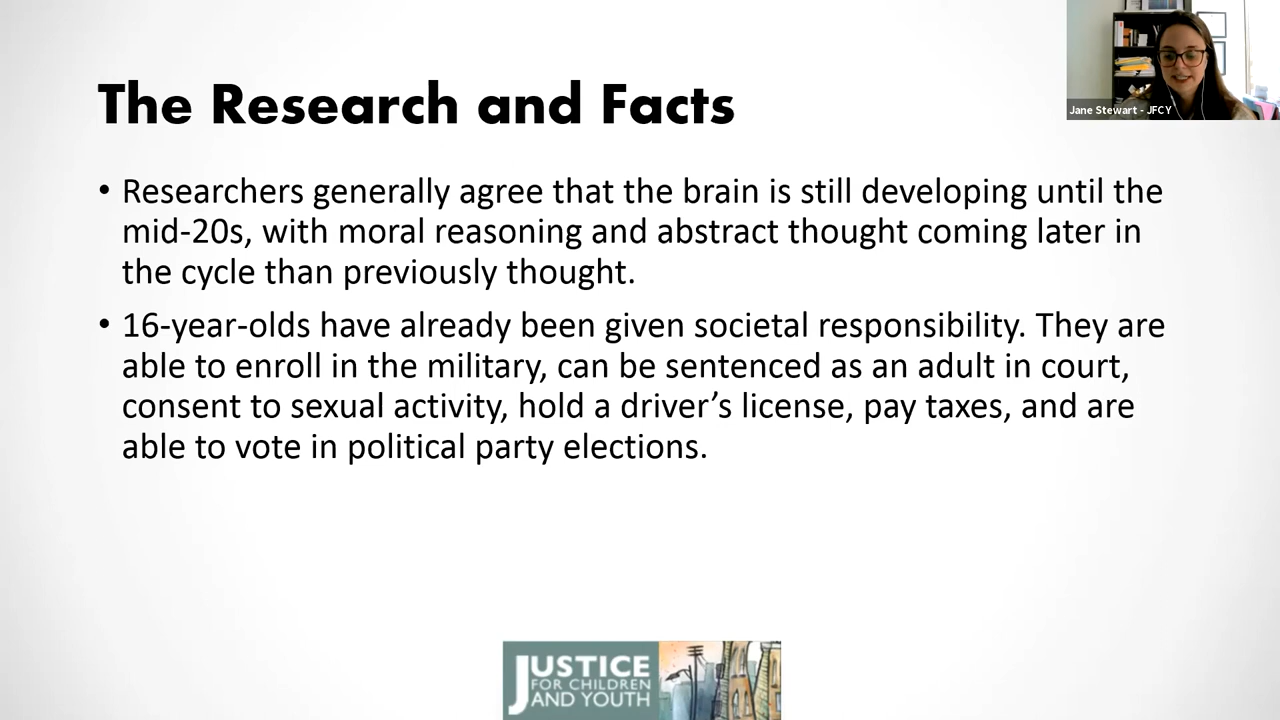 Jane Stewart - JFCY
The Research and Facts
• Researchers generally agree that the brain is still developing until the
mid-20s, with moral reasoning and abstract thought coming later in
the cycle than previously thought.
• 16-year-olds have already been given societal responsibility. They are
able to enroll in the military, can be sentenced as an adult in court,
consent to sexual activity, hold a driver’s license, pay taxes, and are
able to vote in political party elections.
JUSTICE
FOR CHILDREN
AND YOUTH